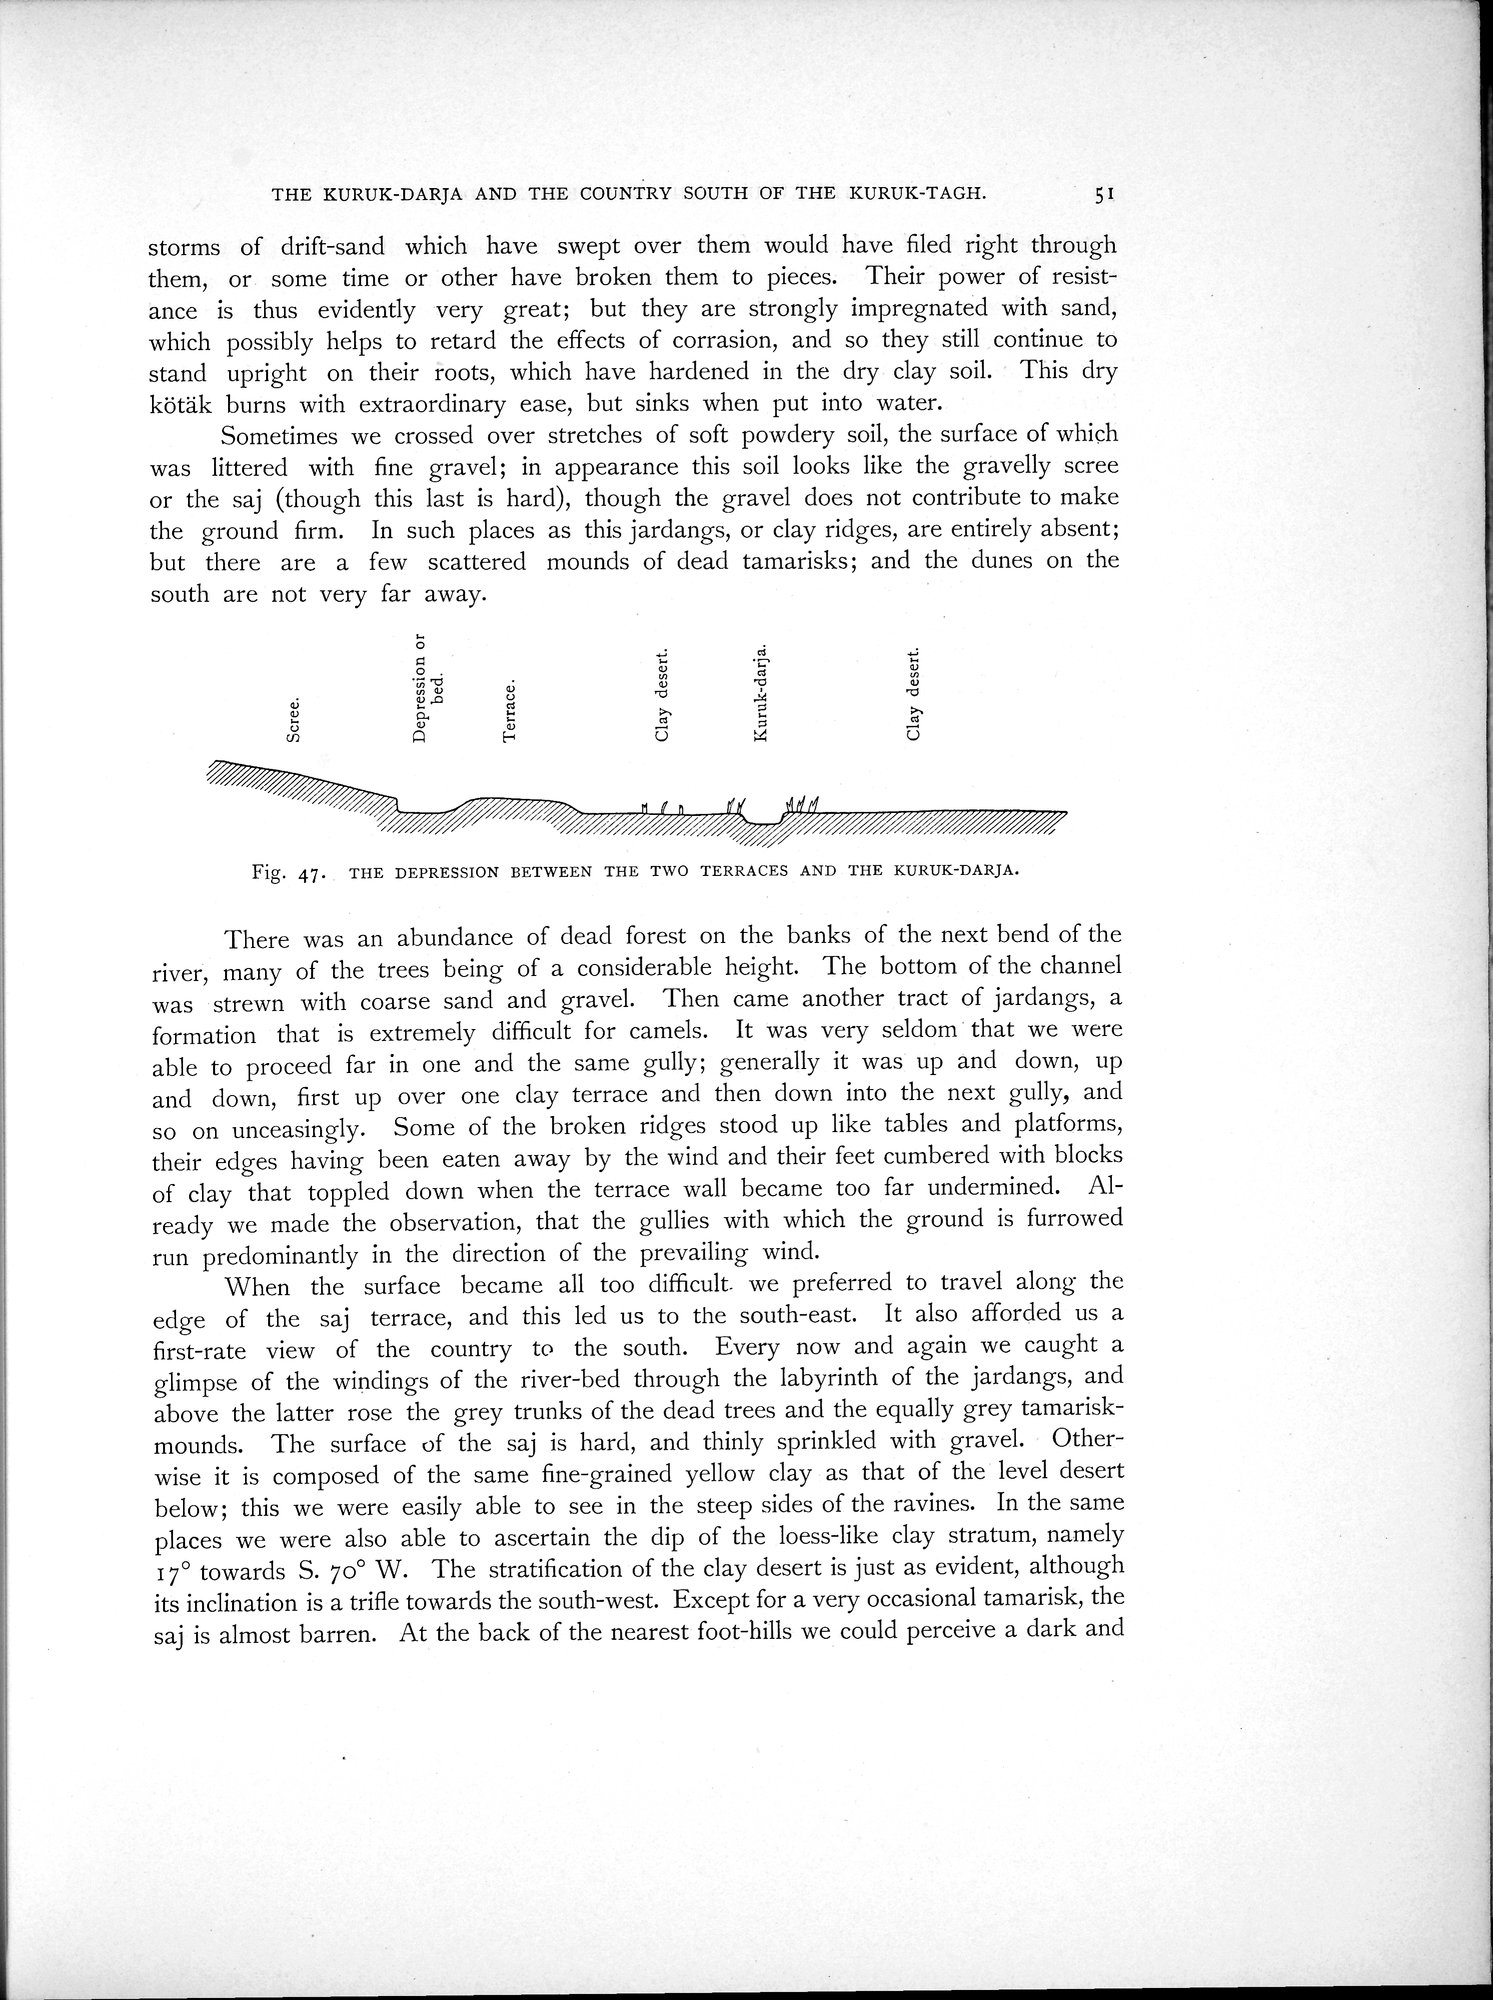 THE KURUK-DARJA AND THE COUNTRY SOUTH OF THE KURUK-TAGH. 51
storms of drift-sand which have swept over them would have filed right through
them, or some time or other have broken them to pieces. Their power of resist-
ance is thus evidently very great; but they are strongly impregnated with sand,
which possibly helps to retard the effects of corrasion, and so they still continue to
stand upright on their roots, which have hardened in the dry clay soil. This dry
kötäk burns with extraordinary ease, but sinks when put into water.
Sometimes we crossed over stretches of soft powdery soil, the surface of which
was littered with fine gravel; in appearance this soil looks like the gravelly scree
or the saj (though this last is hard), though the gravel does not contribute to make
the ground firm. In such places as this jardangs, or clay ridges, are entirely absent;
but there are a few scattered mounds of dead tamarisks; and the dunes on the
south are not very far away.
Scree.
Depression or
bed.
Terrace.
Clay desert.
Kuruk-darja.
Clay desert.
Fig. 47. THE DEPRESSION BETWEEN THE TWO TERRACES AND THE KURUK-DARJA.
There was an abundance of dead forest on the banks of the next bend of the
river, many of the trees being of a considerable height. The bottom of the channel
was strewn with coarse sand and gravel. Then came another tract of jardangs, a
formation that is extremely difficult for camels. It was very seldom that we were
able to proceed far in one and the same gully; generally it was up and down, up
and down, first up over one clay terrace and then down into the next gully, and
so on unceasingly. Some of the broken ridges stood up like tables and platforms,
their edges having been eaten away by the wind and their feet cumbered with blocks
of clay that toppled down when the terrace wall became too far undermined. Al-
ready we made the observation, that the gullies with which the ground is furrowed
run predominantly in the direction of the prevailing wind.
When the surface became all too difficult we preferred to travel along the
edge of the saj terrace, and this led us to the south-east. It also afforded us a
first-rate view of the country to the south. Every now and again we caught a
glimpse of the windings of the river-bed through the labyrinth of the jardangs, and
above the latter rose the grey trunks of the dead trees and the equally grey tamarisk-
mounds. The surface of the saj is hard, and thinly sprinkled with gravel. Other-
wise it is composed of the same fine-grained yellow clay as that of the level desert
below; this we were easily able to see in the steep sides of the ravines. In the same
places we were also able to ascertain the dip of the loess-like clay stratum, namely
17° towards S. 70° W. The stratification of the clay desert is just as evident, although
its inclination is a trifle towards the south-west. Except for a very occasional tamarisk, the
saj is almost barren. At the back of the nearest foot-hills we could perceive a dark and